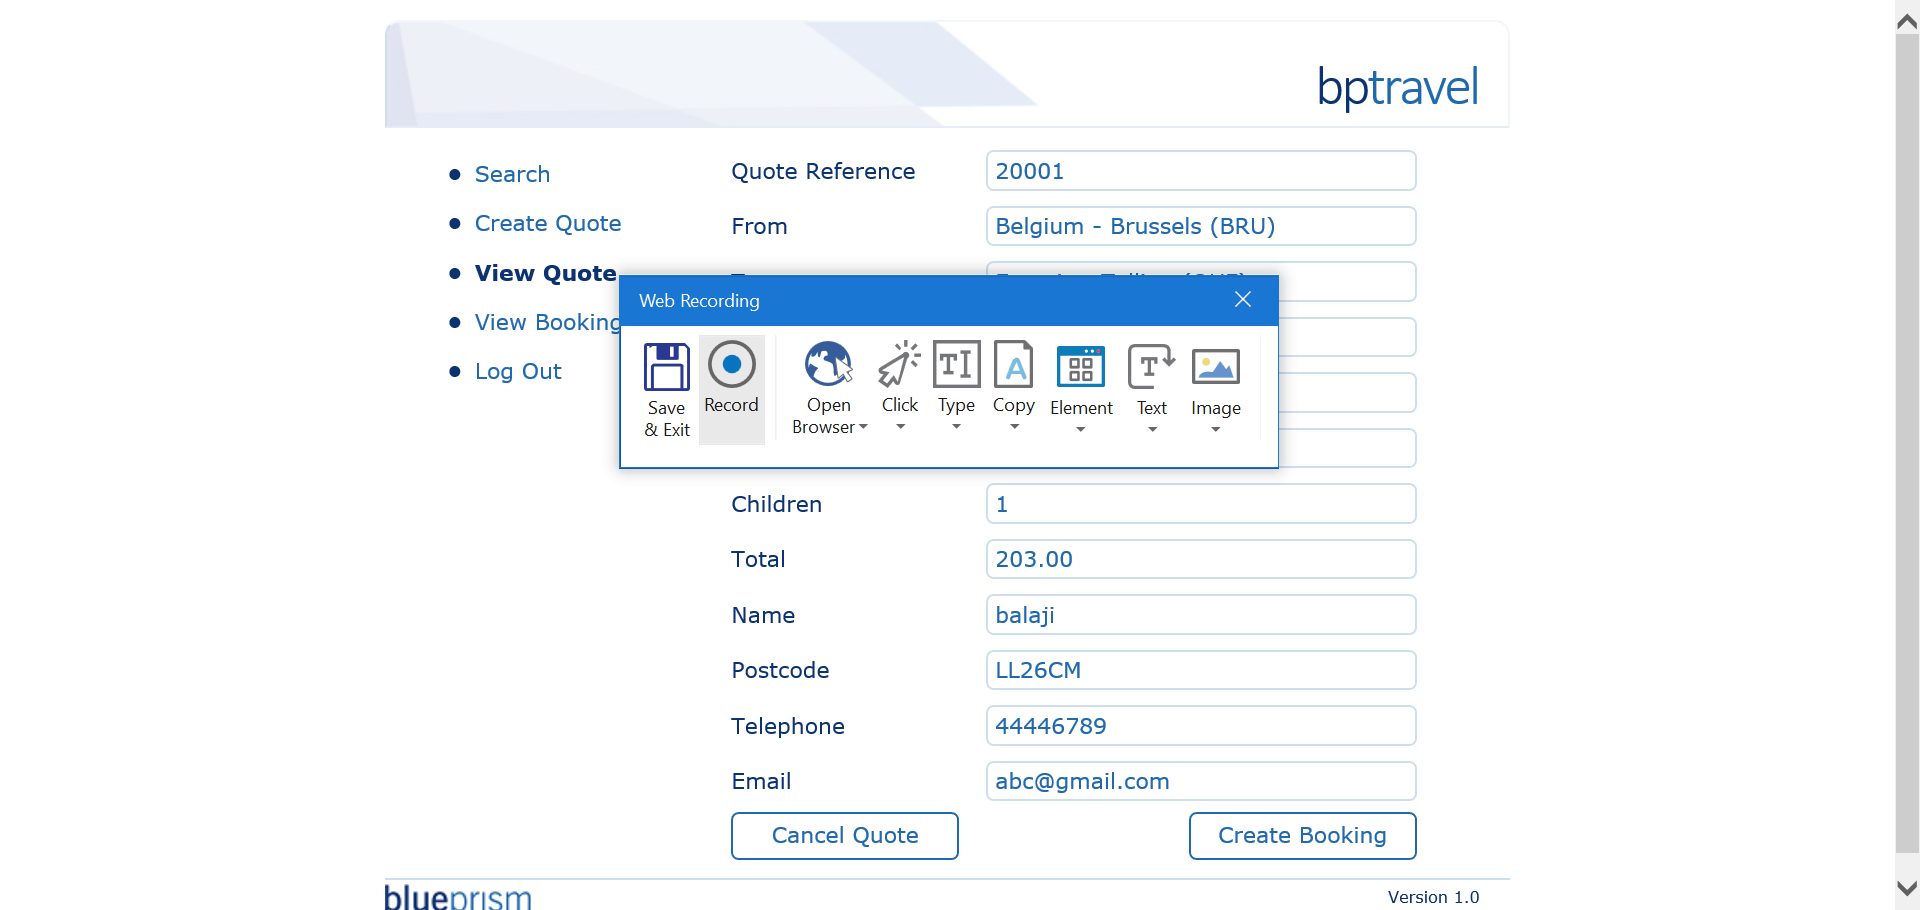 bptravel
Search
Create Quote
View Quote
View Booking
Log Out
Quote Reference 20001
From Belgium - Brussels (BRU)
Web Recording
Save & Exit
Record
Open Browser
Click
Type
Copy
Element
Text
Image
Children 1
Total 203.00
Name balaji
Postcode LL26CM
Telephone 44446789
Email abc@gmail.com
Cancel Quote Create Booking
blueprism Version 1.0